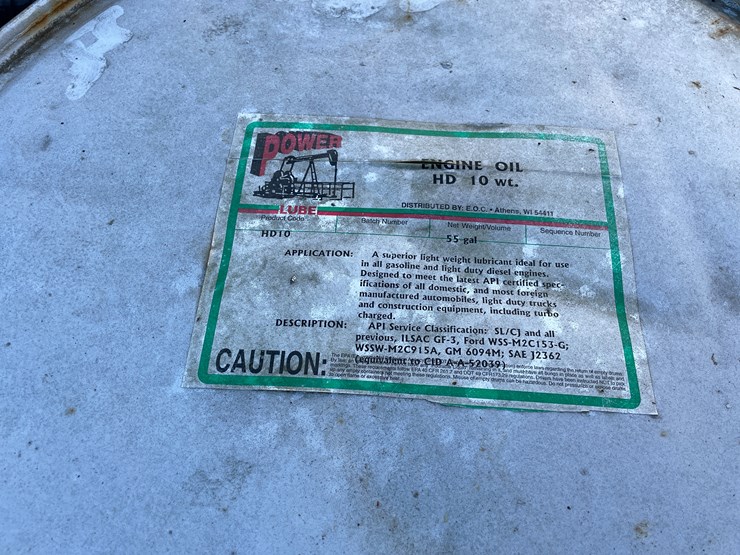 POWER
LUBE
ENGINE OIL
HD 10 wt.
DISTRIBUTED BY: E.O.C. • Athens, WI 54411
Product Code Batch Number Net Weight/Volume Sequence Number
HD10 55 gal
APPLICATION: A superior light weight lubricant ideal for use
in all gasoline and light duty diesel engines.
Designed to meet the latest API certified spec-
ifications of all domestic, and most foreign
manufactured automobiles, light duty trucks
and construction equipment, including turbo
charged.
DESCRIPTION: API Service Classification: SL/CJ and all
previous, ILSAC GF-3, Ford WSS-M2C153-G;
WSSW-M2C915A, GM 6094M; SAE J2362
(equivalent to CID A-A-52039)
CAUTION: